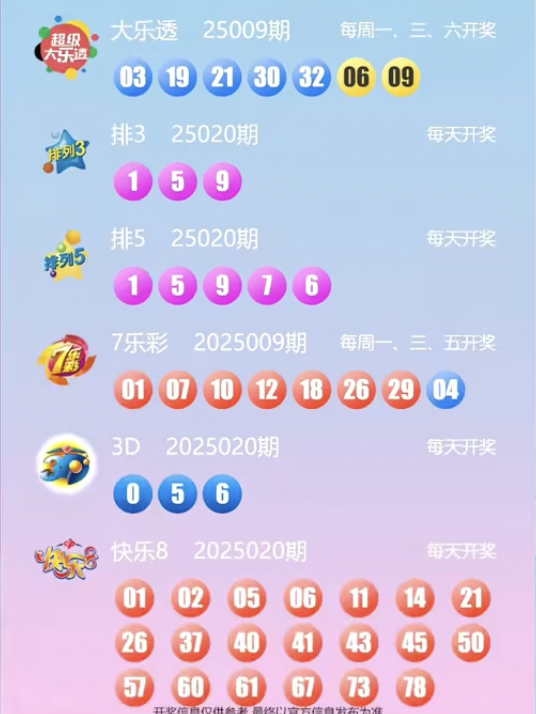 超级
大乐透
大乐透 25009期 每周一、三、六开奖
03 19 21 30 32 06 09
排列3
排3 25020期 每天开奖
1 5 9
排列5
排5 25020期 每天开奖
1 5 9 7 6
7乐彩
7乐彩 2025009期 每周一、三、五开奖
01 07 10 12 18 26 29 04
3D
3D 2025020期 每天开奖
0 5 6
快乐8
快乐8 2025020期 每天开奖
01 02 05 06 11 14 21
26 37 40 41 43 45 50
57 60 61 67 73 78
开奖信息仅供参考,最终以官方信息发布为准